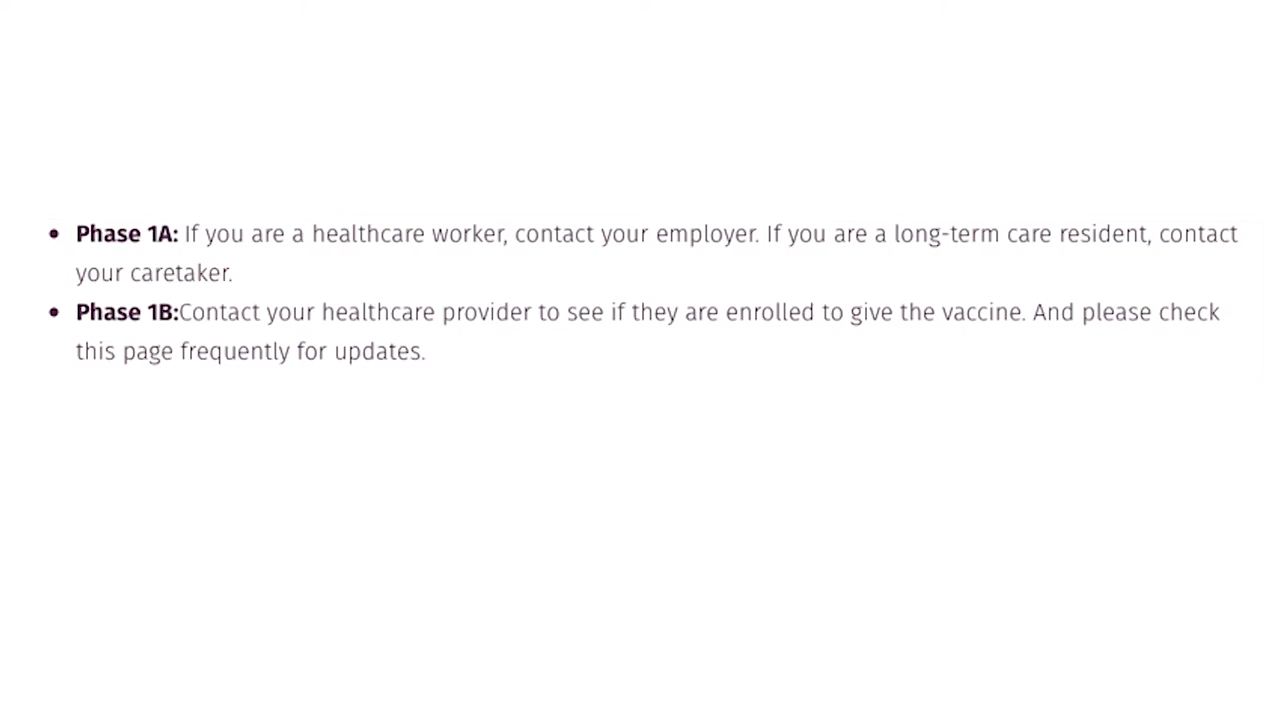 • Phase 1A: If you are a healthcare worker, contact your employer. If you are a long-term care resident, contact
your caretaker.
• Phase 1B:Contact your healthcare provider to see if they are enrolled to give the vaccine. And please check
this page frequently for updates.